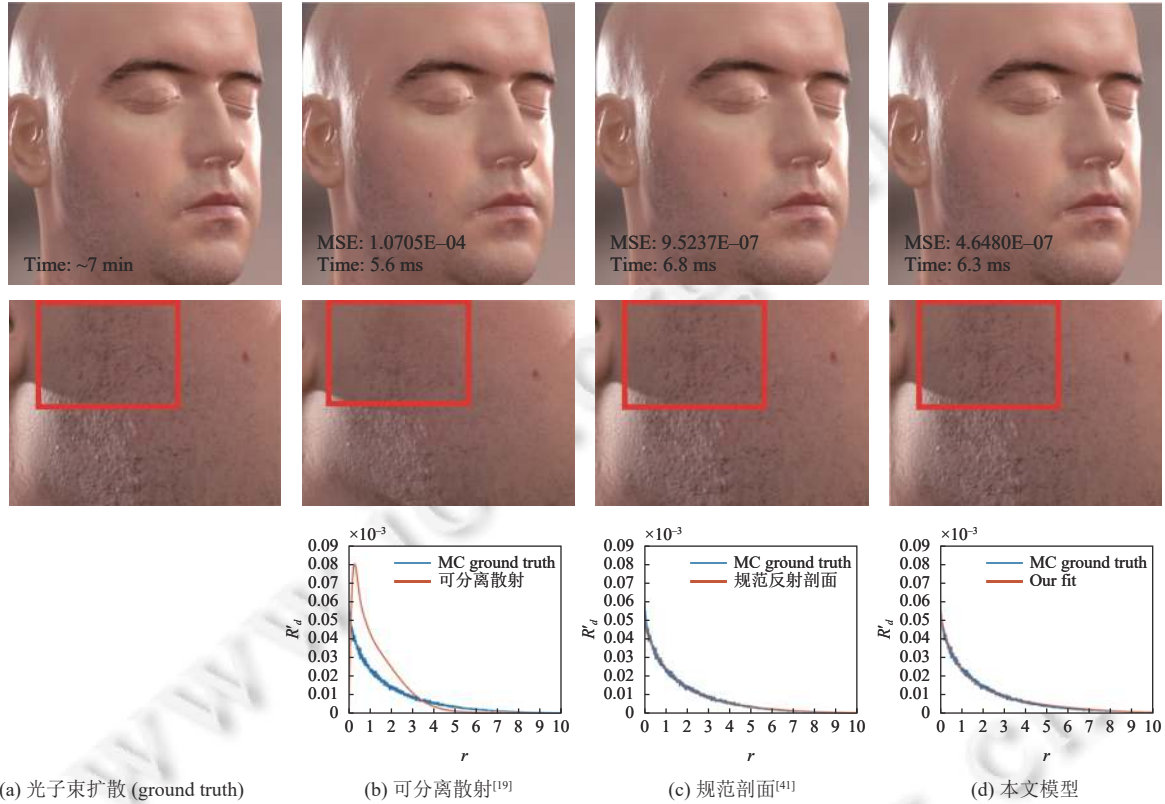 Time: ~7 min
MSE: 1.0705E–04
Time: 5.6 ms
MSE: 9.5237E–07
Time: 6.8 ms
MSE: 4.6480E–07
Time: 6.3 ms
×10⁻³
0.09
0.08
0.07
0.06
0.05
0.04
0.03
0.02
0.01
0
R′d
MC ground truth
可分离散射
0 1 2 3 4 5 6 7 8 9 10
r
×10⁻³
0.09
0.08
0.07
0.06
0.05
0.04
0.03
0.02
0.01
0
R′d
MC ground truth
规范反射剖面
0 1 2 3 4 5 6 7 8 9 10
r
×10⁻³
0.09
0.08
0.07
0.06
0.05
0.04
0.03
0.02
0.01
0
R′d
MC ground truth
Our fit
0 1 2 3 4 5 6 7 8 9 10
r
(a) 光子束扩散 (ground truth)
(b) 可分离散射[19]
(c) 规范剖面[41]
(d) 本文模型